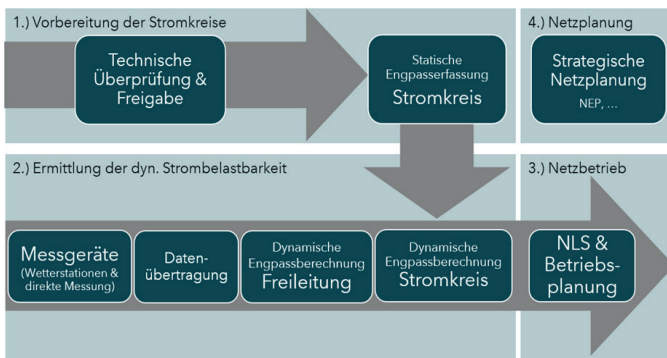 1.) Vorbereitung der Stromkreise
Technische
Überprüfung &
Freigabe
Statische
Engpasserfassung
Stromkreis
4.) Netzplanung
Strategische
Netzplanung
NEP, ...
2.) Ermittlung der dyn. Strombelastbarkeit
Messgeräte
(Wetterstationen &
direkte Messung)
Daten-
übertragung
Dynamische
Engpassberechnung
Freileitung
Dynamische
Engpassberechnung
Stromkreis
3.) Netzbetrieb
NLS &
Betriebs-
planung